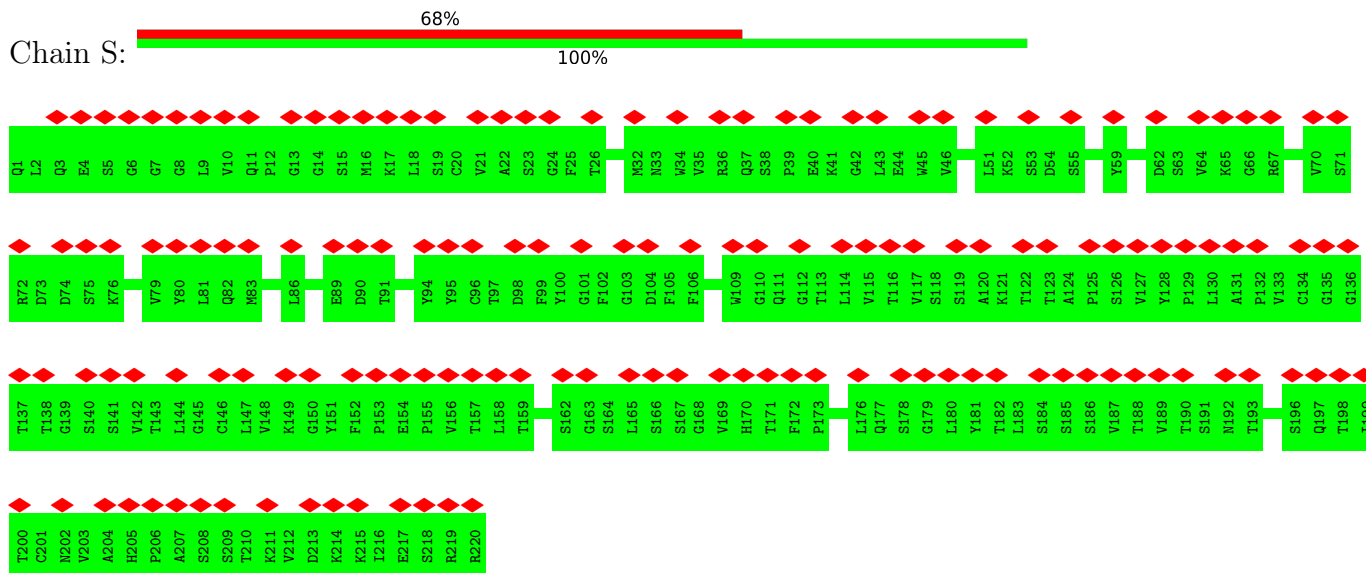 68%
Chain S:
100%
Q1 L2 Q3 E4 S5 G6 G7 G8 L9 V10 Q11 P12 G13 G14 S15 M16 K17 L18 S19 C20 V21 A22 S23 G24 F25 T26 M32 N33 W34 V35 R36 Q37 S38 P39 E40 K41 G42 L43 E44 W45 V46 L51 K52 S53 D54 S55 Y59 D62 S63 V64 K65 G66 R67 V70 S71
R72 D73 D74 S75 K76 V79 Y80 L81 Q82 M83 L86 E89 D90 T91 Y94 Y95 C96 T97 D98 F99 Y100 G101 F102 G103 D104 F105 F106 W109 G110 Q111 G112 T113 L114 V115 T116 V117 S118 S119 A120 K121 T122 T123 A124 P125 S126 V127 Y128 P129 L130 A131 P132 V133 C134 G135 G136
T137 T138 G139 S140 S141 V142 T143 L144 G145 C146 L147 V148 K149 G150 Y151 F152 P153 E154 P155 V156 T157 L158 T159 S162 G163 S164 L165 S166 S167 G168 V169 H170 T171 F172 P173 L176 Q177 S178 G179 L180 Y181 T182 L183 S184 S185 S186 V187 T188 V189 T190 S191 N192 T193 S196 Q197 T198
T200 C201 N202 V203 A204 H205 P206 A207 S208 S209 T210 K211 V212 D213 K214 K215 I216 E217 S218 R219 R220